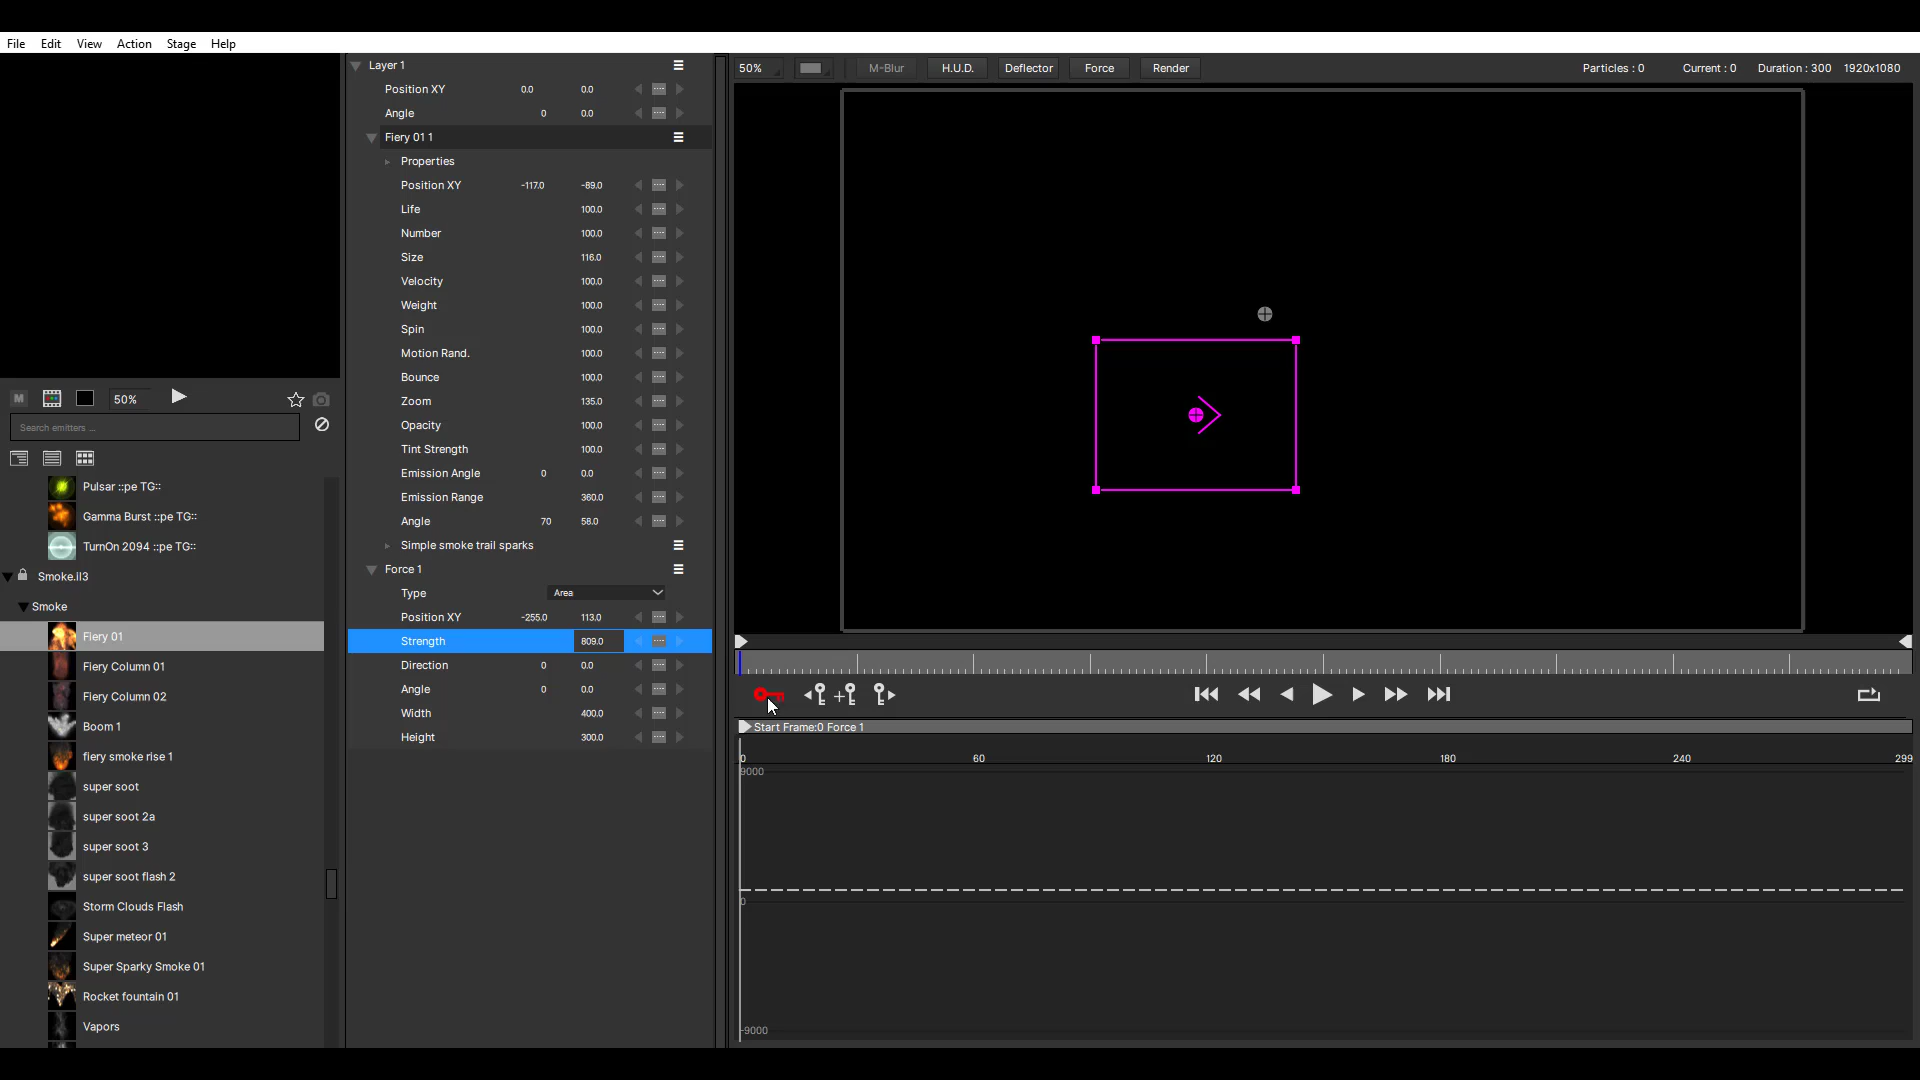 File Edit View Action Stage Help
M 50%
Search emitters ...
Pulsar ::pe TG::
Gamma Burst ::pe TG::
TurnOn 2094 ::pe TG::
Smoke.il3
Smoke
Fiery 01
Fiery Column 01
Fiery Column 02
Boom 1
fiery smoke rise 1
super soot
super soot 2a
super soot 3
super soot flash 2
Storm Clouds Flash
Super meteor 01
Super Sparky Smoke 01
Rocket fountain 01
Vapors
Layer 1
Position XY 0.0 0.0
Angle 0 0.0
Fiery 01 1
Properties
Position XY -117.0 -89.0
Life 100.0
Number 100.0
Size 116.0
Velocity 100.0
Weight 100.0
Spin 100.0
Motion Rand. 100.0
Bounce 100.0
Zoom 135.0
Opacity 100.0
Tint Strength 100.0
Emission Angle 0 0.0
Emission Range 360.0
Angle 70 58.0
Simple smoke trail sparks
Force 1
Type Area
Position XY -255.0 113.0
Strength 809.0
Direction 0 0.0
Angle 0 0.0
Width 400.0
Height 300.0
50% M-Blur H.U.D. Deflector Force Render Particles : 0 Current : 0 Duration : 300 1920x1080
Start Frame:0 Force 1
0 60 120 180 240 299
9000
0
-9000